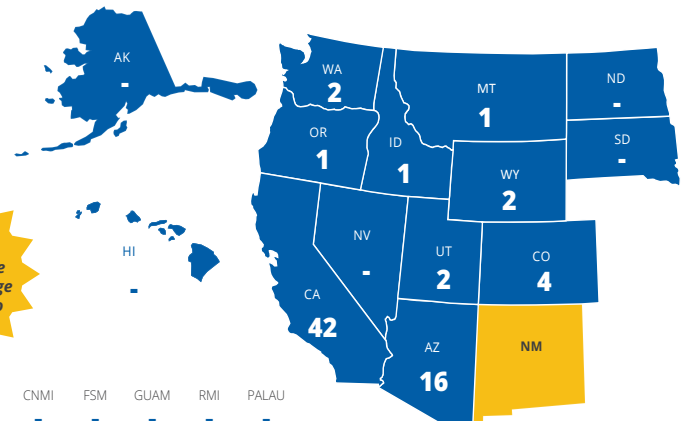 AK
-
WA
2
MT
1
ND
-
OR
1
ID
1
SD
-
WY
2
HI
-
NV
-
UT
2
CO
4
CA
42
AZ
16
NM
CNMI FSM GUAM RMI PALAU
- - - - -